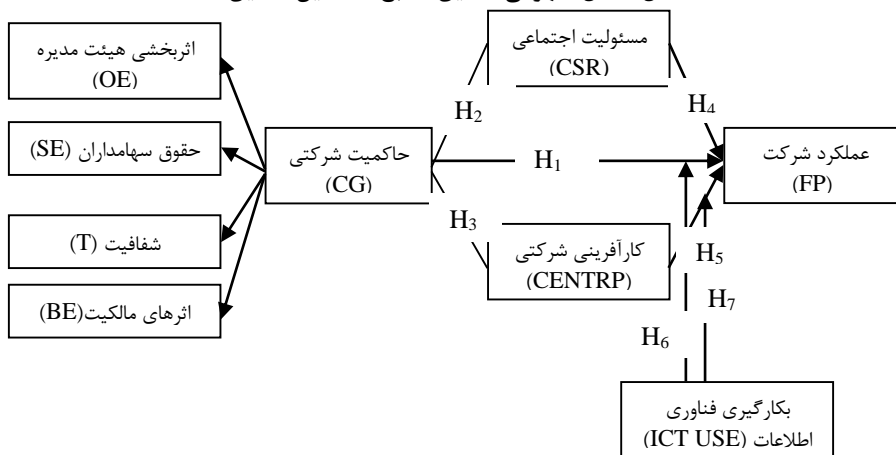 اثربخشی هیئت مدیره
(OE)
حقوق سهامداران (SE)
شفافیت (T)
اثرهای مالکیت(BE)
حاکمیت شرکتی
(CG)
مسئولیت اجتماعی
(CSR)
کارآفرینی شرکتی
(CENTRP)
عملکرد شرکت
(FP)
بکارگیری فناوری
اطلاعات (ICT USE)
H2
H4
H1
H3
H5
H7
H6